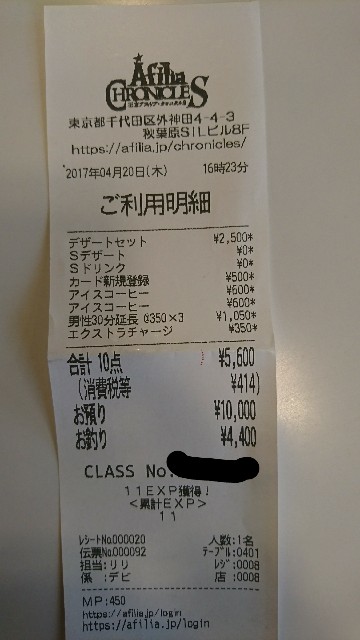 Afilia
CHRONICLES
東京都千代田区外神田4-4-3
秋葉原SILビル8F
https://afilia.jp/chronicles/
2017年04月20日(木) 16時23分
ご利用明細
デザートセット ¥2,500*
Sデザート ¥0*
Sドリンク ¥0*
カード新規登録 ¥500*
アイスコーヒー ¥600*
アイスコーヒー ¥600*
男性30分延長 @350×3 ¥1,050*
エクストラチャージ ¥350*
合計 10点 ¥5,600
(消費税等 ¥414)
お預り ¥10,000
お釣り ¥4,400
CLASS No.
11EXP獲得!
<累計EXP>
11
レシートNo.000020 人数:1名
伝票No.000092 テーブル:0401
担当:リリ レジ:0008
係 :デビ 店 :0008
MP:450
https://afilia.jp/login
https://afilia.jp/login